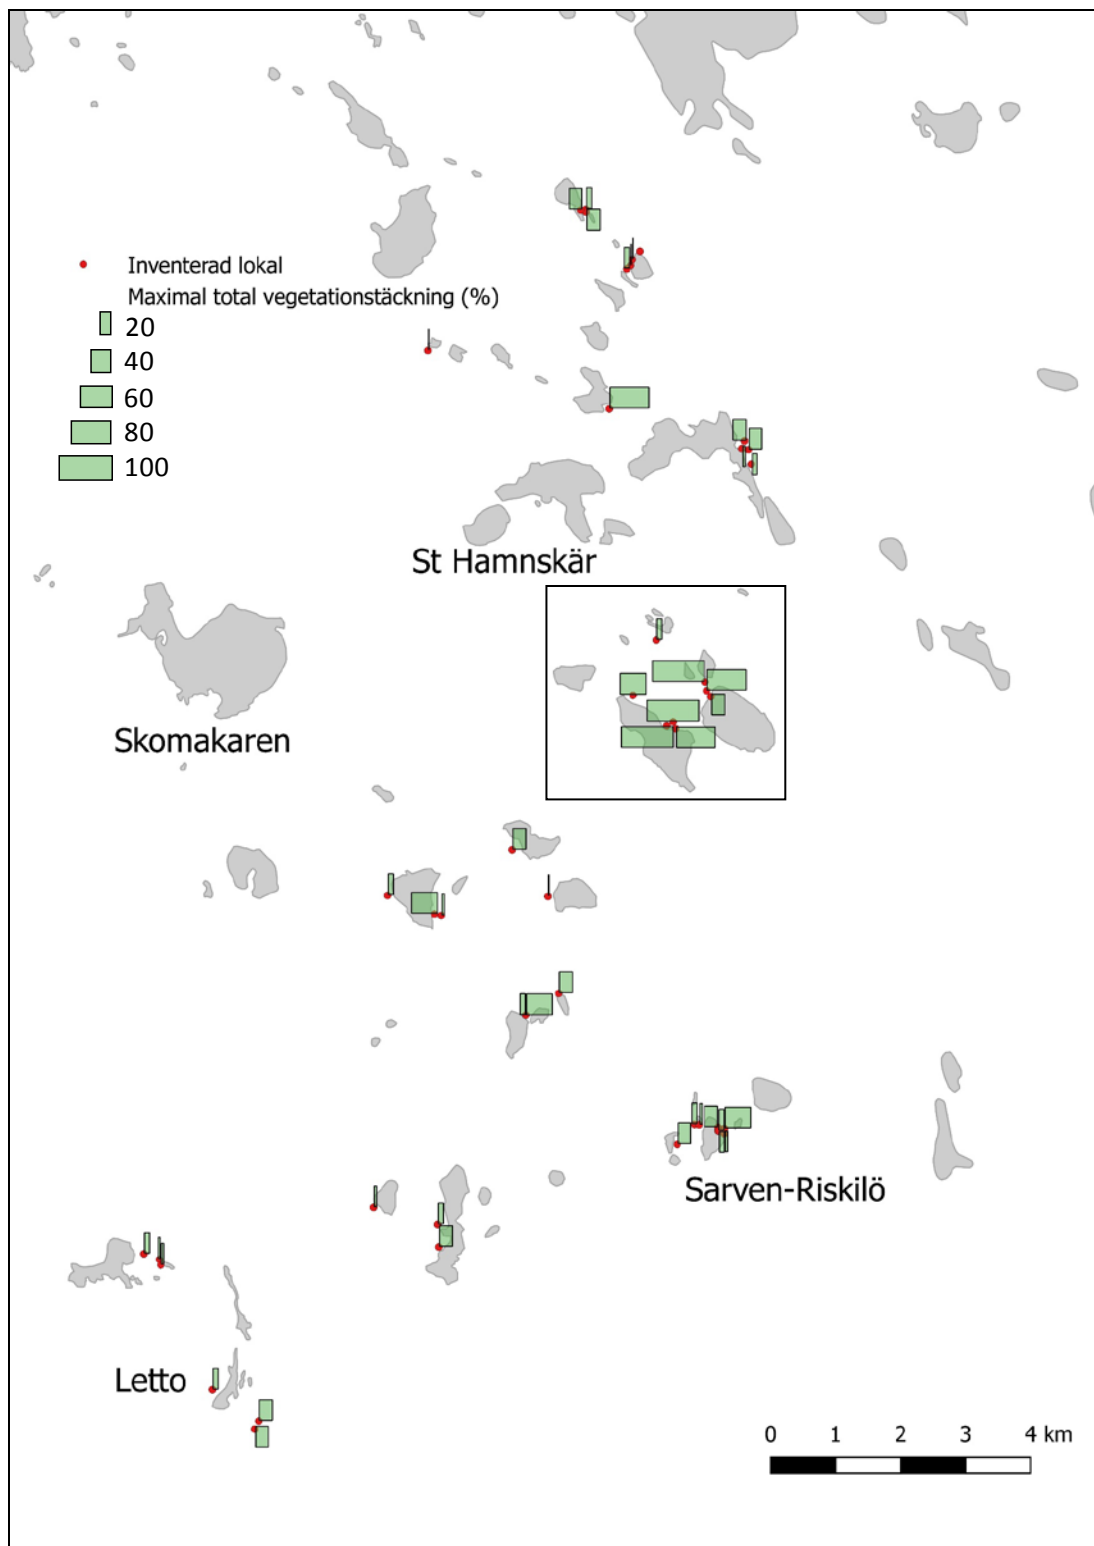 Inventerad lokal
Maximal total vegetationstäckning (%)
20
40
60
80
100
St Hamnskär
Skomakaren
Sarven-Riskilö
Letto
0 1 2 3 4 km